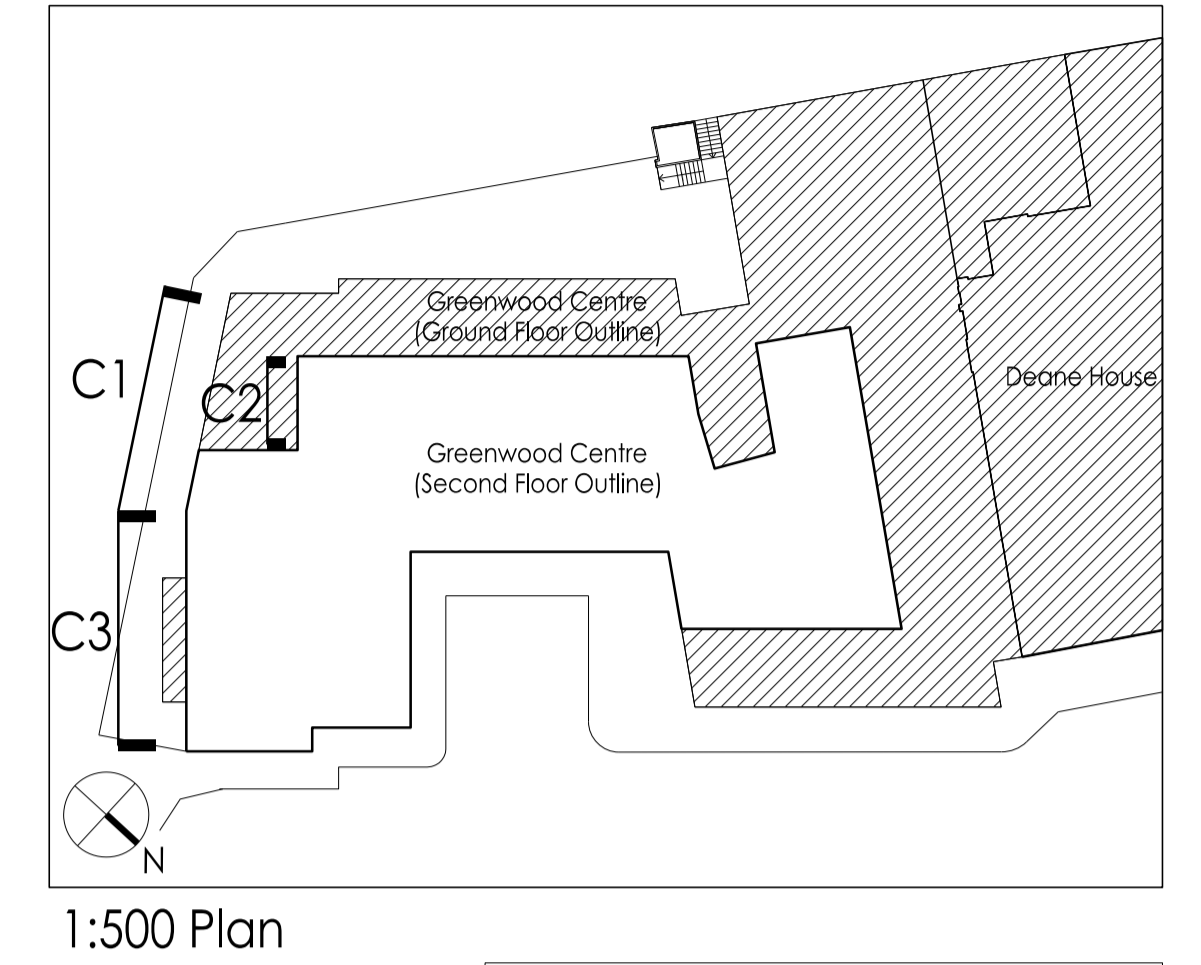 Greenwood Centre
(Ground Floor Outline)
C1
C2
Deane House
Greenwood Centre
(Second Floor Outline)
C3
N
1:500 Plan